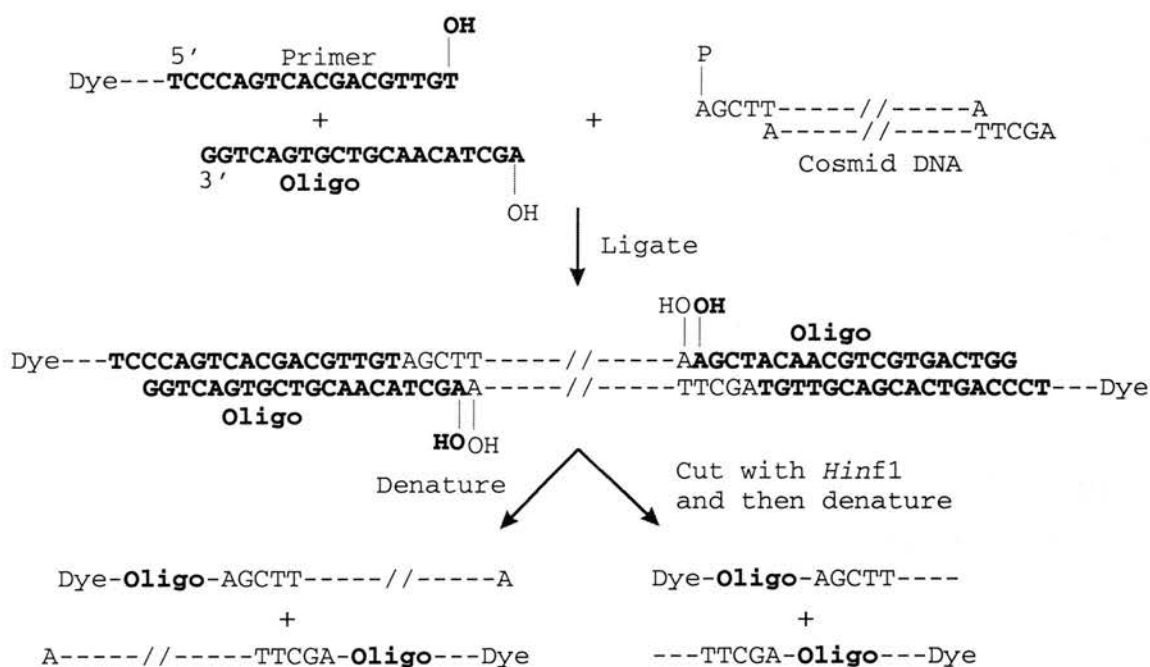 OH
5′ Primer
Dye---TCCCAGTCACGACGTTGT
P
AGCTT-----//-----A
+
+
A-----//-----TTCGA
GGTCAGTGCTGCAACATCGA
3′ Oligo
Cosmid DNA
OH
Ligate
HO OH
Oligo
Dye---TCCCAGTCACGACGTTGTAGCTT-----//-----AAGCTACAACGTCGTGACTGG
GGTCAGTGCTGCAACATCGAA-----//-----TTCGATGTTGCAGCACTGACCCT---Dye
Oligo
HO OH
Denature
Cut with Hinf1
and then denature
Dye-Oligo-AGCTT-----//-----A
Dye-Oligo-AGCTT----
+
+
A-----//-----TTCGA-Oligo---Dye
---TTCGA-Oligo---Dye